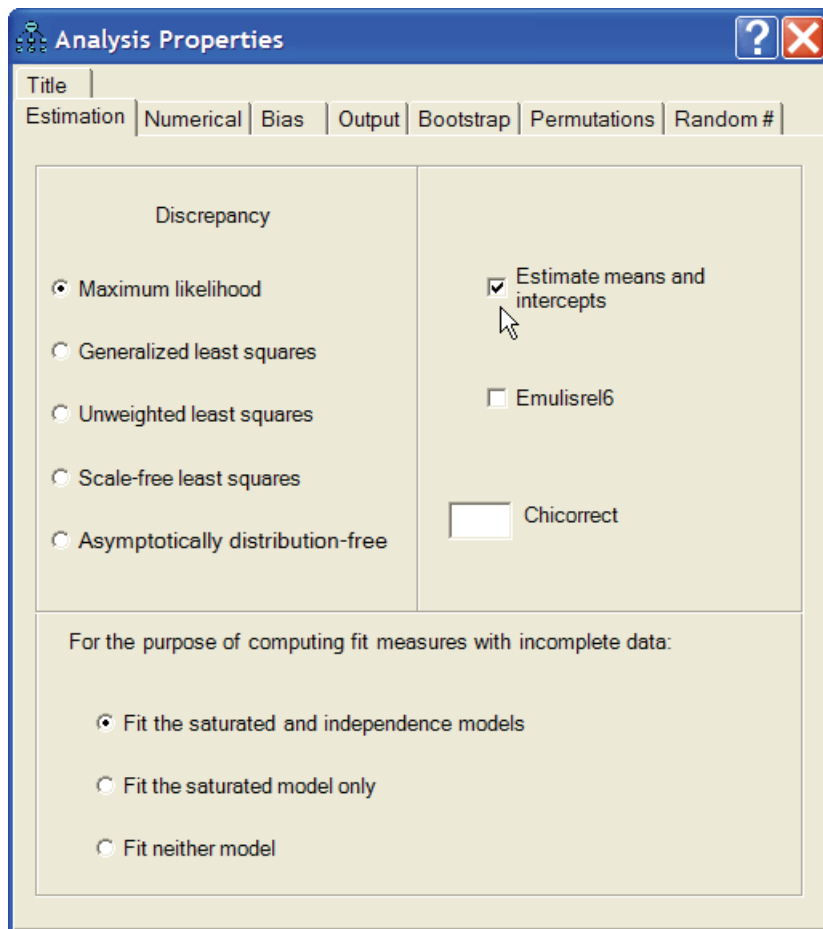 Analysis Properties
Title
Estimation Numerical Bias Output Bootstrap Permutations Random #
Discrepancy
Maximum likelihood
Generalized least squares
Unweighted least squares
Scale-free least squares
Asymptotically distribution-free
Estimate means and
intercepts
Emulisrel6
Chicorrect
For the purpose of computing fit measures with incomplete data:
Fit the saturated and independence models
Fit the saturated model only
Fit neither model